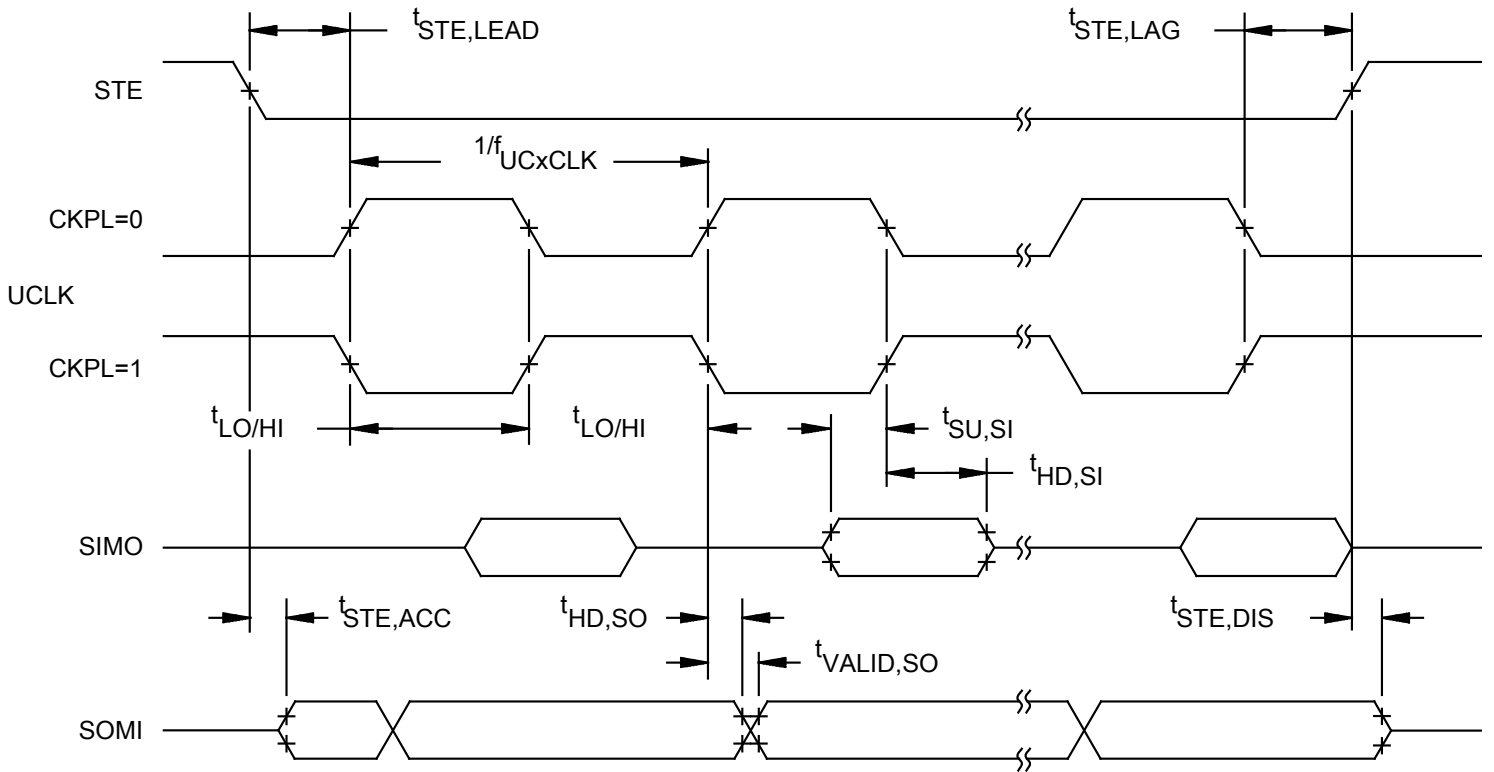 tSTE,LEAD
tSTE,LAG
STE
1/fUCxCLK
CKPL=0
UCLK
CKPL=1
tLO/HI
tLO/HI
tSU,SI
tHD,SI
SIMO
tSTE,ACC
tHD,SO
tSTE,DIS
tVALID,SO
SOMI